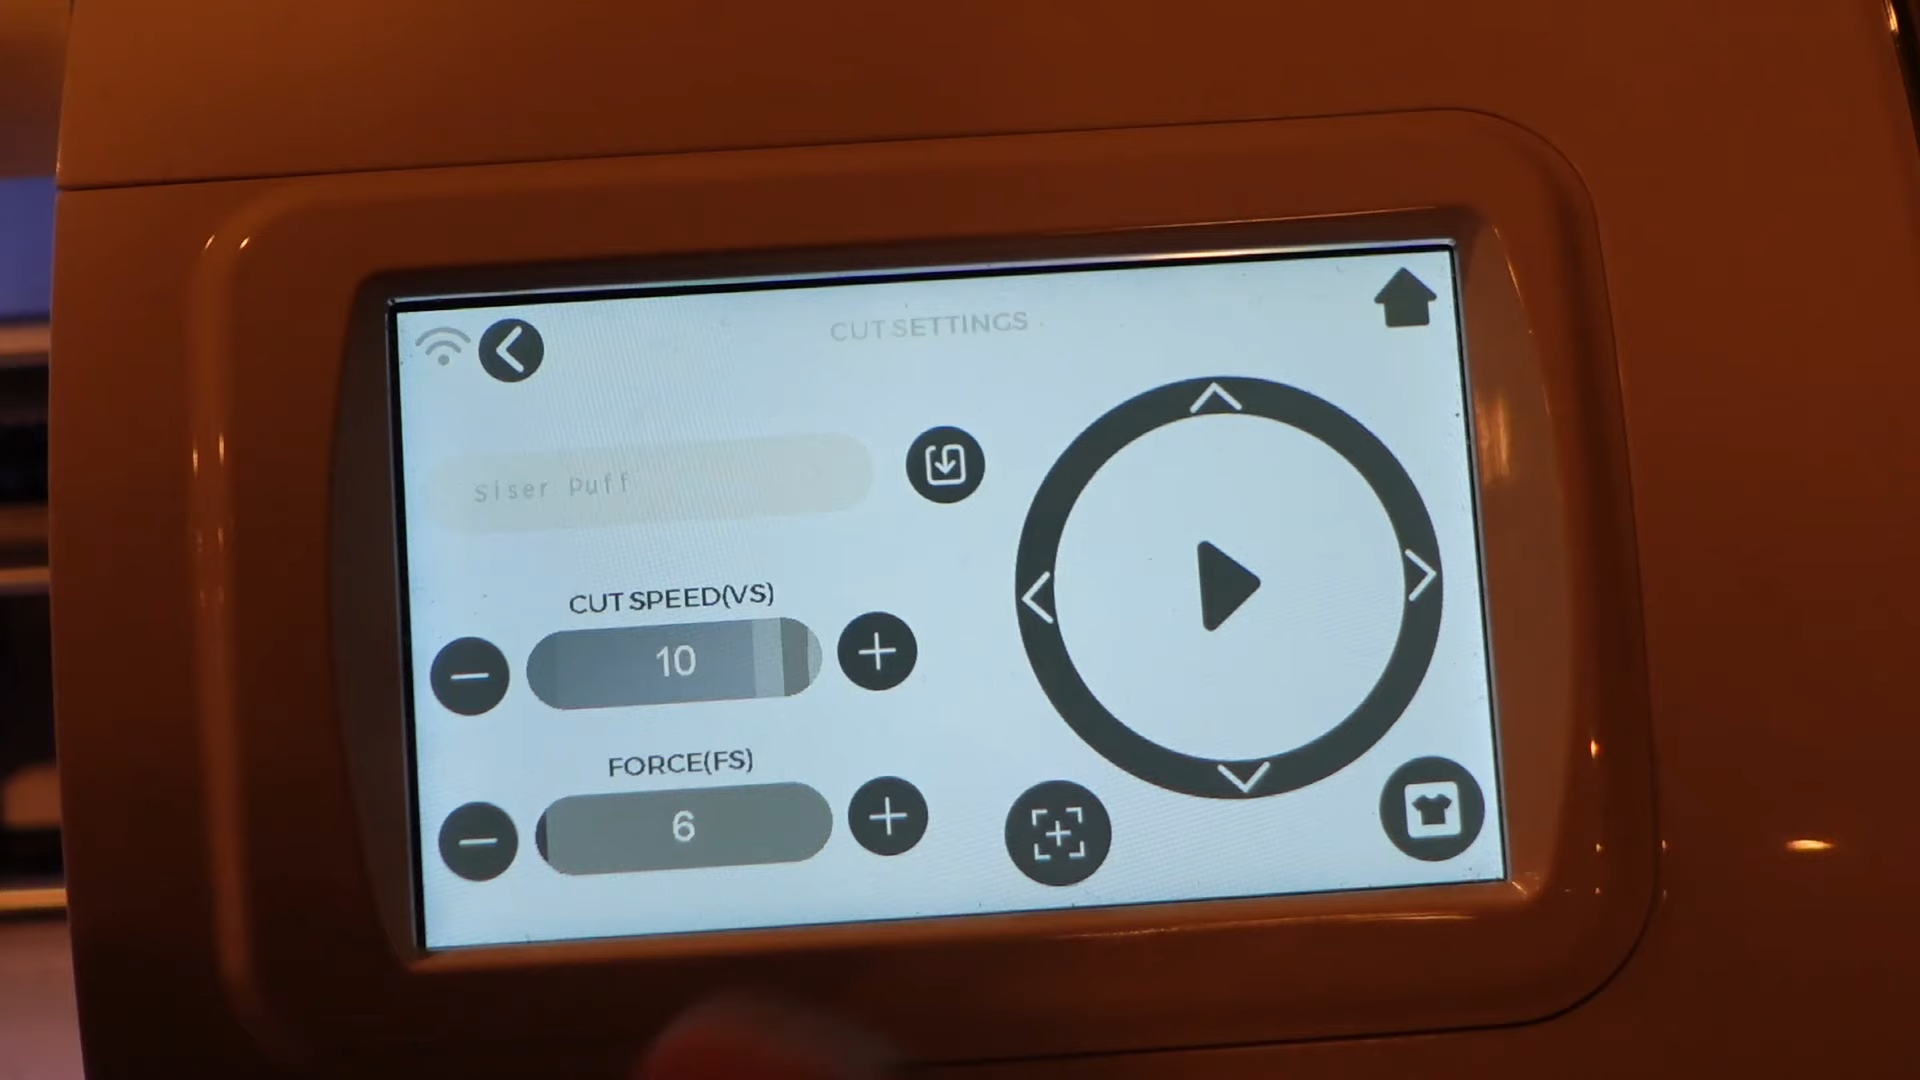 CUT SETTINGS
Siser Puff
CUT SPEED(VS)
10
FORCE(FS)
6